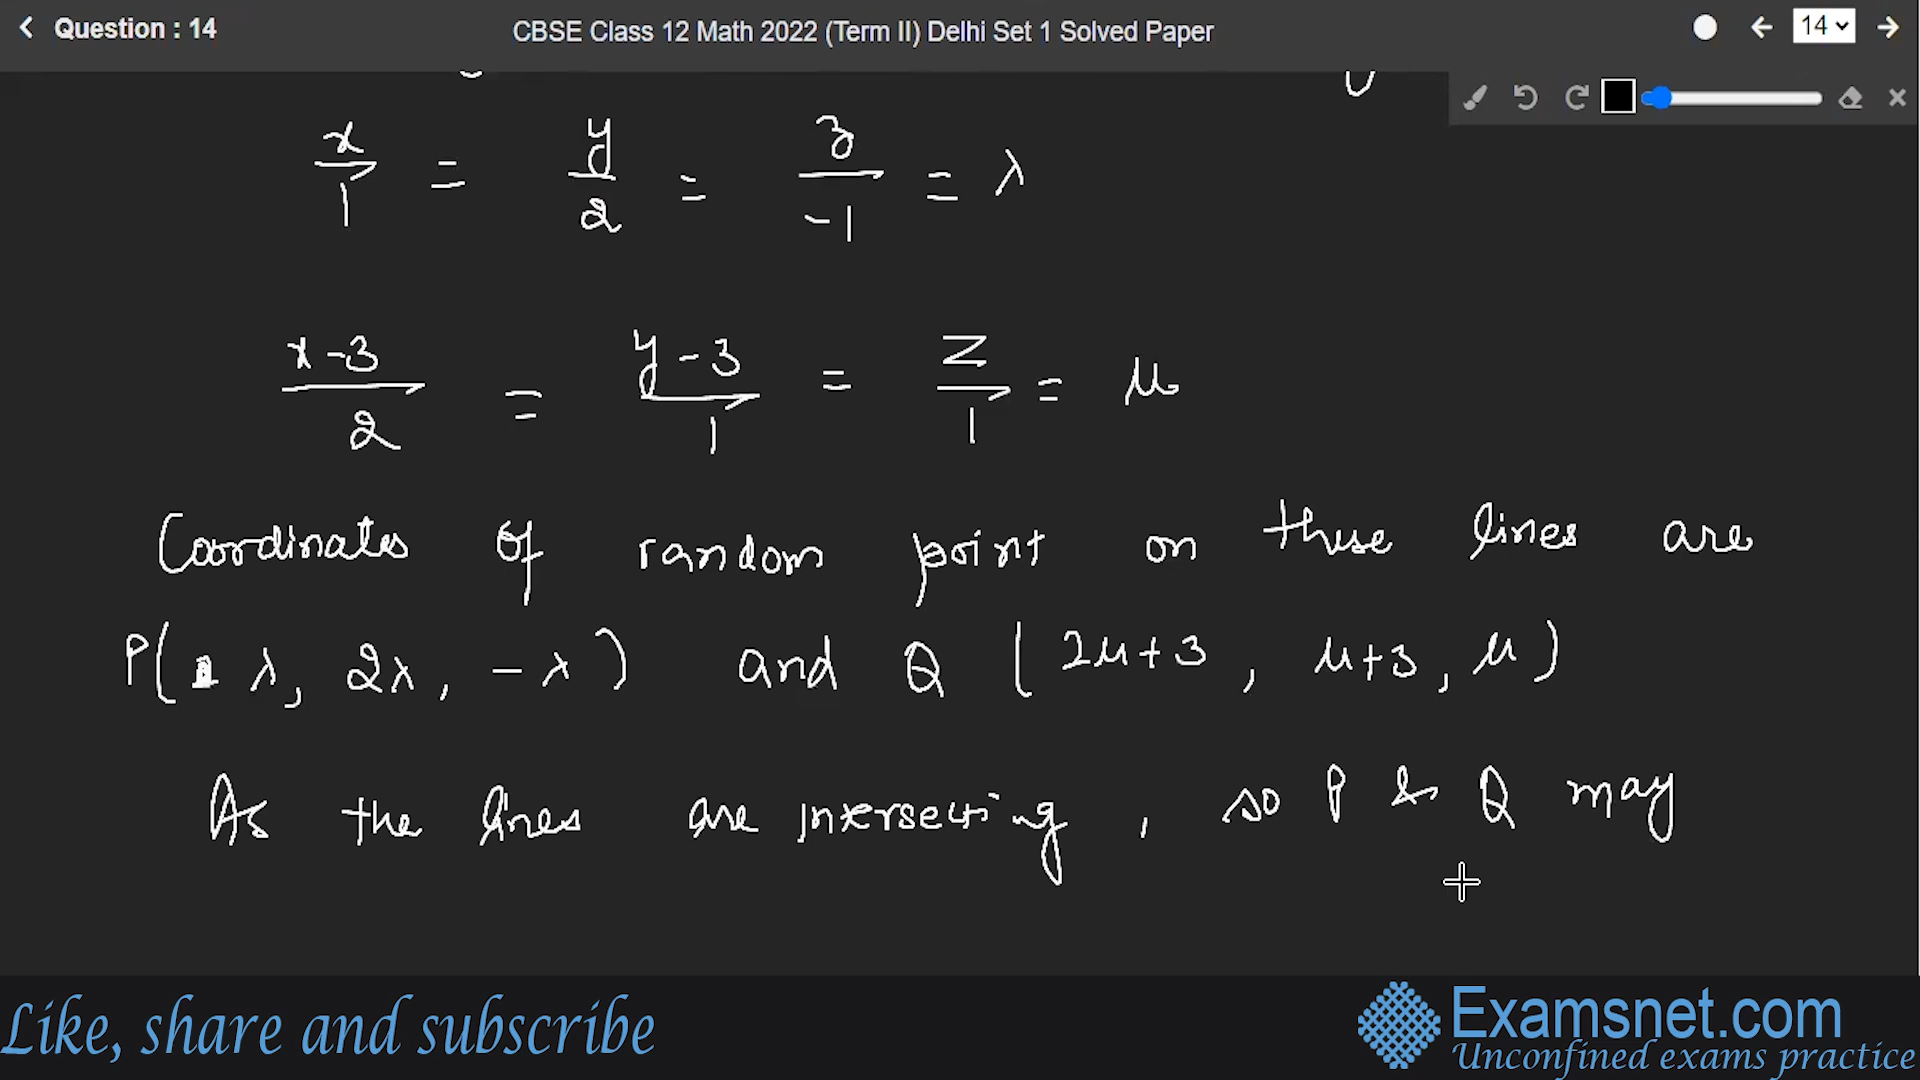 Question : 14
CBSE Class 12 Math 2022 (Term II) Delhi Set 1 Solved Paper
14
x/1 = y/2 = z/-1 = λ
x-3/2 = y-3/1 = z/1 = μ
Coordinates of random point on these lines are
P( λ, 2λ, -λ) and Q (2μ+3, μ+3, μ)
As the lines are intersecting, so P & Q may
Like, share and subscribe
Examsnet.com
Unconfined exams practice